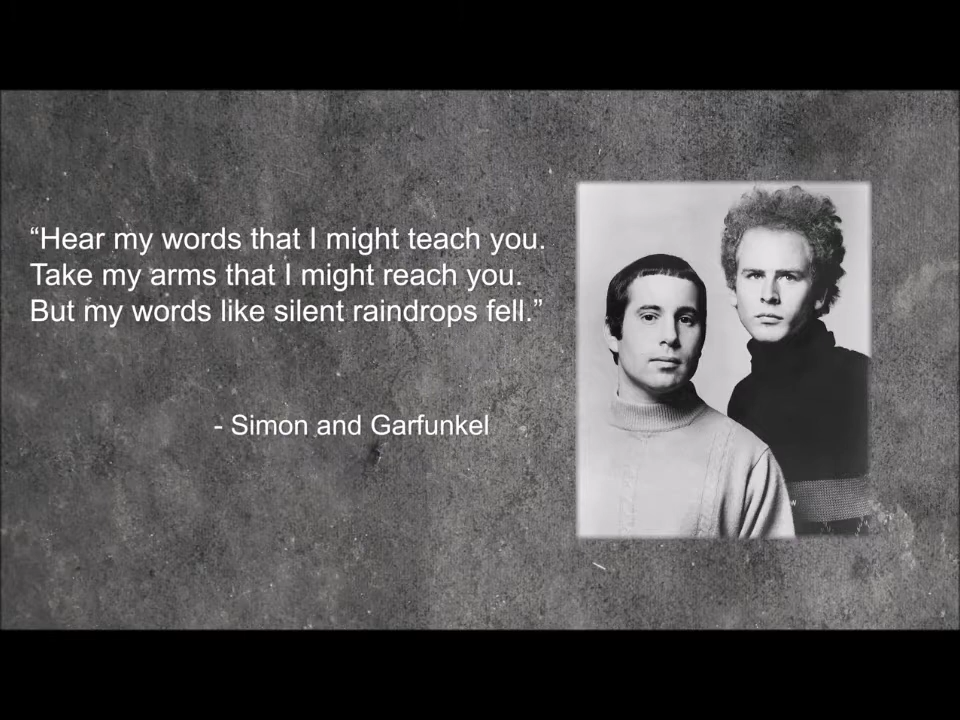 “Hear my words that I might teach you.
Take my arms that I might reach you.
But my words like silent raindrops fell.”
- Simon and Garfunkel